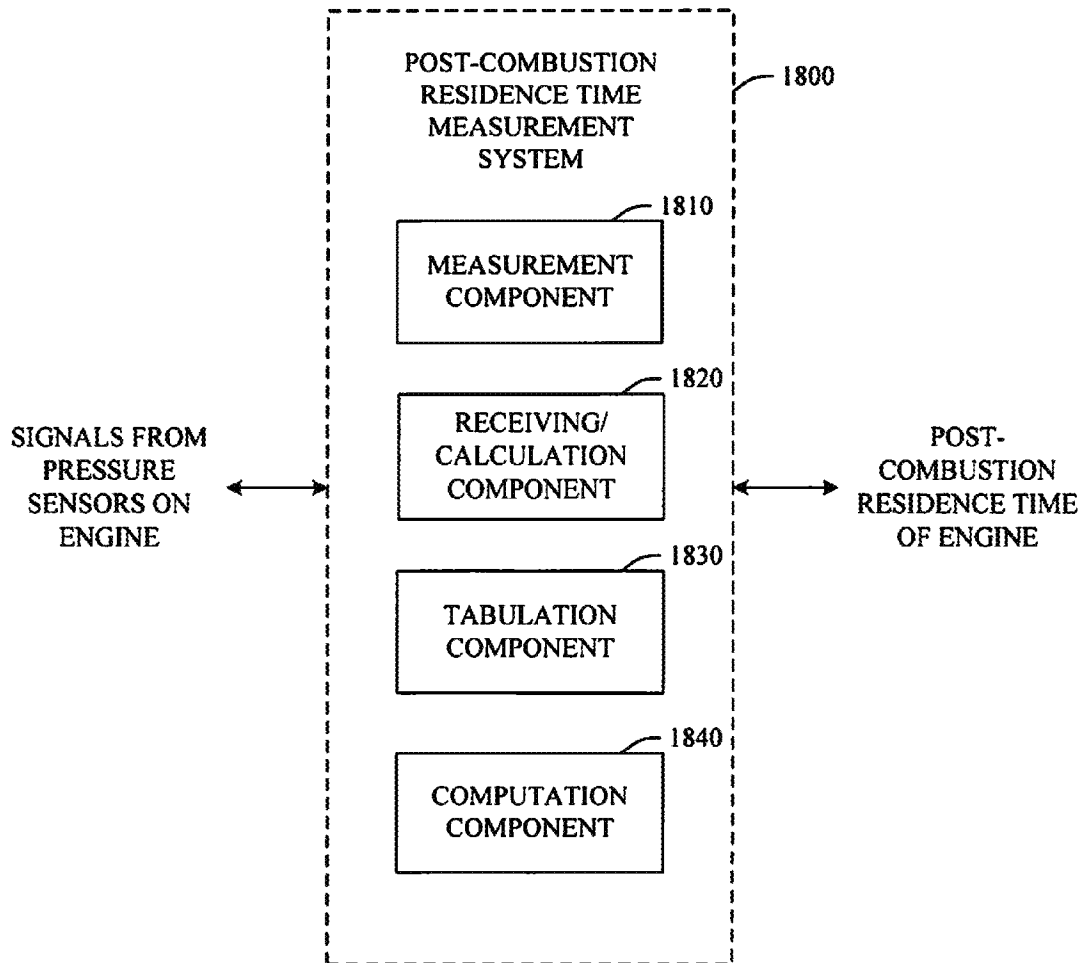 POST-COMBUSTION
RESIDENCE TIME
MEASUREMENT
SYSTEM
1800
1810
MEASUREMENT
COMPONENT
1820
RECEIVING/
CALCULATION
COMPONENT
SIGNALS FROM
PRESSURE
SENSORS ON
ENGINE
POST-
COMBUSTION
RESIDENCE TIME
OF ENGINE
1830
TABULATION
COMPONENT
1840
COMPUTATION
COMPONENT